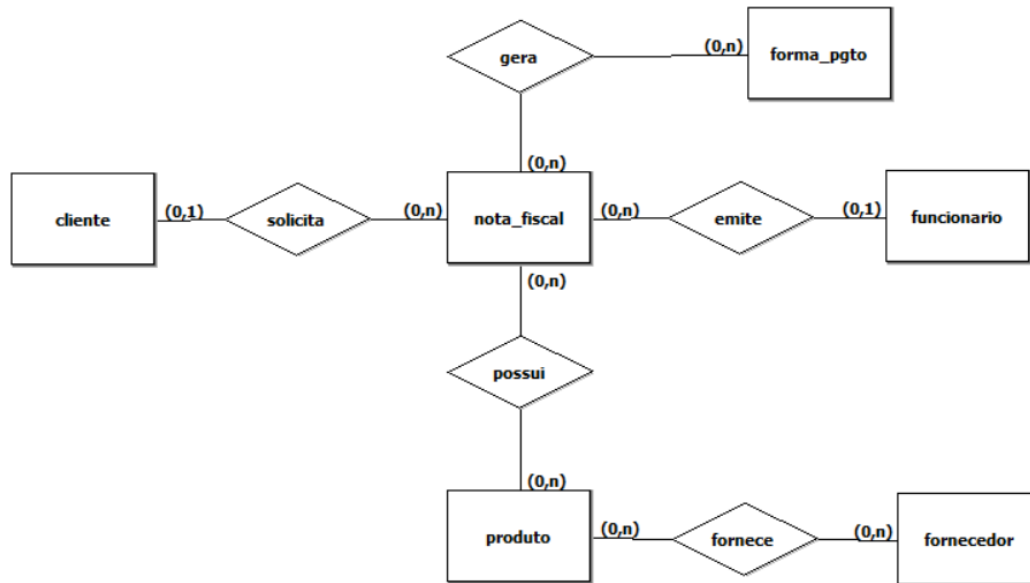 gera
(0,n)
forma_pgto
(0,n)
cliente
(0,1)
solicita
(0,n)
nota_fiscal
(0,n)
emite
(0,1)
funcionario
(0,n)
possui
(0,n)
produto
(0,n)
fornece
(0,n)
fornecedor